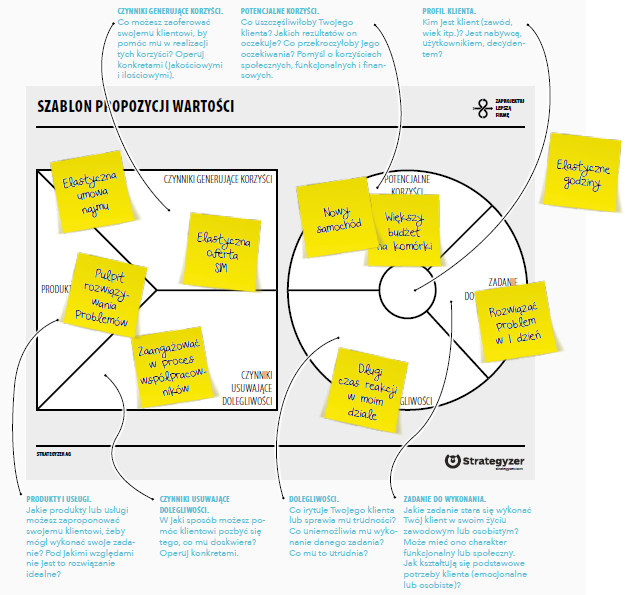 CZYNNIKI GENERUJĄCE KORZYŚCI.
Co możesz zaoferować
swojemu klientowi, by
pomóc mu w realizacji
tych korzyści? Operuj
konkretami (jakościowymi
i ilościowymi).
POTENCJALNE KORZYŚCI.
Co uszczęśliwiłoby Twojego
klienta? Jakich rezultatów on
oczekuje? Co przekroczyłoby jego
oczekiwania? Pomyśl o korzyściach
społecznych, funkcjonalnych i finan-
sowych.
PROFIL KLIENTA.
Kim jest klient (zawód,
wiek itp.)? Jest nabywcą,
użytkownikiem, decyden-
tem?
SZABLON PROPOZYCJI WARTOŚCI
ZAPROJEKTUJ
LEPSZĄ
FIRMĘ
CZYNNIKI GENERUJĄCE KORZYŚCI
Elastyczna
umowa
najmu
Elastyczna
oferta
SIM
PRODUKT
Pulpit
rozwiązy-
wania
Problemów
Zaangażować
w proces
współpracow-
ników
CZYNNIKI
USUWAJĄCE
DOLEGLIWOŚCI
POTENCJALNE
KORZYŚCI
Nowy
samochód
Większy
budżet
na komórki
Elastyczne
godziny
ZADANIE
DO
Rozwiązać
problem
w 1 dzień
Długi
czas reakcji
w moim
dziale
GLIWOŚCI
STRATEGYZER AG
Strategyzer
strategyzer.com
PRODUKTY I USŁUGI.
Jakie produkty lub usługi
możesz zaproponować
swojemu klientowi, żeby
mógł wykonać swoje zada-
nie? Pod jakimi względami
nie jest to rozwiązanie
idealne?
CZYNNIKI USUWAJĄCE
DOLEGLIWOŚCI.
W jaki sposób możesz po-
móc klientowi pozbyć się
tego, co mu doskwiera?
Operuj konkretami.
DOLEGLIWOŚCI.
Co irytuje Twojego klienta
lub sprawia mu trudności?
Co uniemożliwia mu wyko-
nanie danego zadania?
Co mu to utrudnia?
ZADANIE DO WYKONANIA.
Jakie zadanie stara się wykonać
Twój klient w swoim życiu
zawodowym lub osobistym?
Może mieć ono charakter
funkcjonalny lub społeczny.
Jak kształtują się podstawowe
potrzeby klienta (emocjonalne
lub osobiste)?